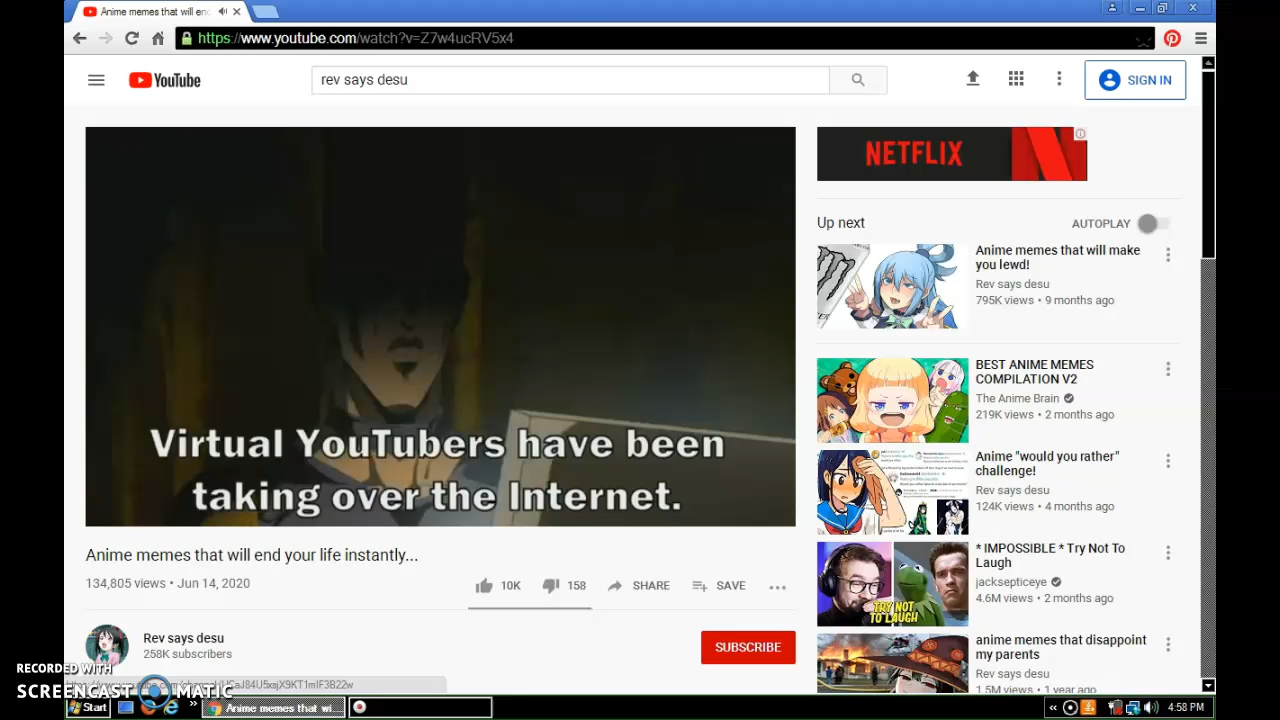 Anime memes that will en
https://www.youtube.com/watch?v=Z7w4ucRV5x4
YouTube
rev says desu
SIGN IN
NETFLIX
Up next
AUTOPLAY
Anime memes that will make
you lewd!
Rev says desu
795K views • 9 months ago
BEST ANIME MEMES
COMPILATION V2
The Anime Brain
219K views • 2 months ago
Anime "would you rather"
challenge!
Rev says desu
124K views • 4 months ago
* IMPOSSIBLE * Try Not To
Laugh
jacksepticeye
4.6M views • 2 months ago
TRY NOT
TO LAUGH
anime memes that disappoint
my parents
Rev says desu
1.5M views • 1 year ago
Virtual YouTubers have been
taking over the Internet.
Anime memes that will end your life instantly...
134,805 views • Jun 14, 2020
10K
158
SHARE
SAVE
Rev says desu
258K subscribers
SUBSCRIBE
RECORDED WITH
SCREENCAST MATIC
Start
Anime memes that wi...
4:58 PM